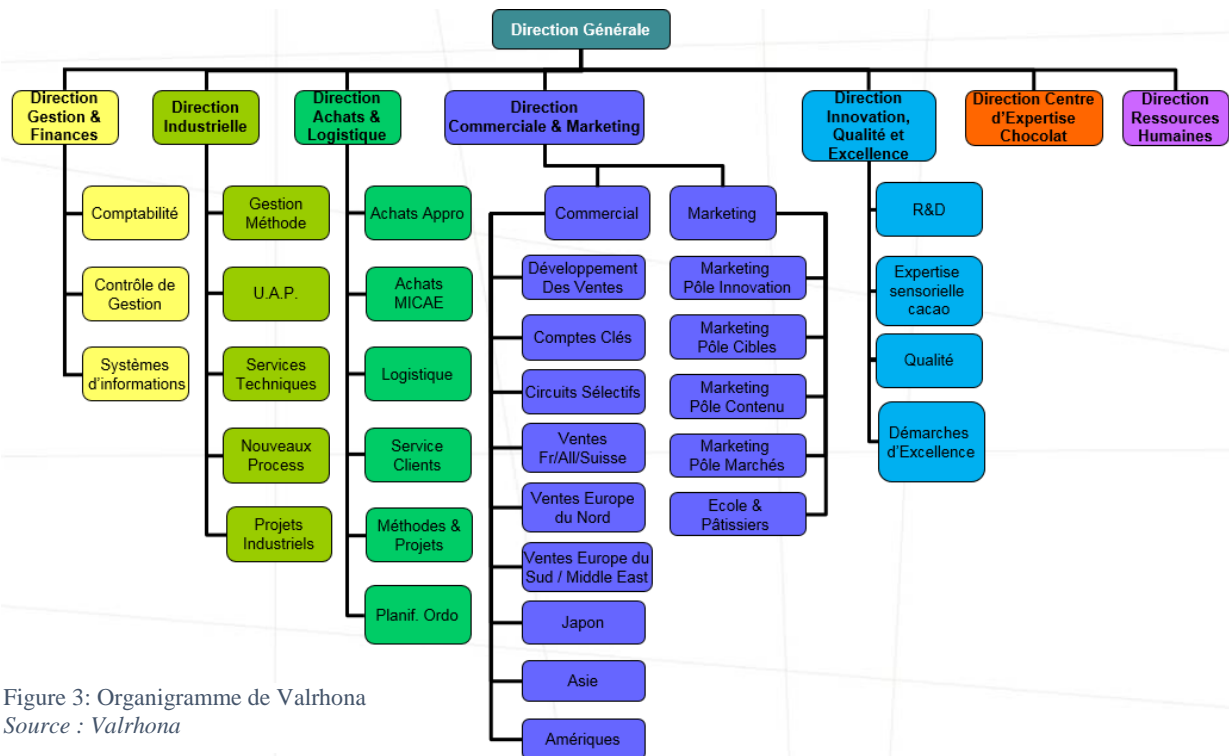 Direction Générale
Direction
Gestion &
Finances
Comptabilité
Contrôle de
Gestion
Systèmes
d'informations
Direction
Industrielle
Gestion
Méthode
U.A.P.
Services
Techniques
Nouveaux
Process
Projets
Industriels
Direction
Achats &
Logistique
Achats Appro
Achats
MICAE
Logistique
Service
Clients
Méthodes &
Projets
Planif. Ordo
Direction
Commerciale & Marketing
Commercial
Développement
Des Ventes
Comptes Clés
Circuits Sélectifs
Ventes
Fr/All/Suisse
Ventes Europe
du Nord
Ventes Europe du
Sud / Middle East
Japon
Asie
Amériques
Marketing
Marketing
Pôle Innovation
Marketing
Pôle Cibles
Marketing
Pôle Contenu
Marketing
Pôle Marchés
Ecole &
Pâtissiers
Direction
Innovation,
Qualité et
Excellence
R&D
Expertise
sensorielle
cacao
Qualité
Démarches
d'Excellence
Direction Centre
d'Expertise
Chocolat
Direction
Ressources
Humaines
Figure 3: Organigramme de Valrhona
Source : Valrhona